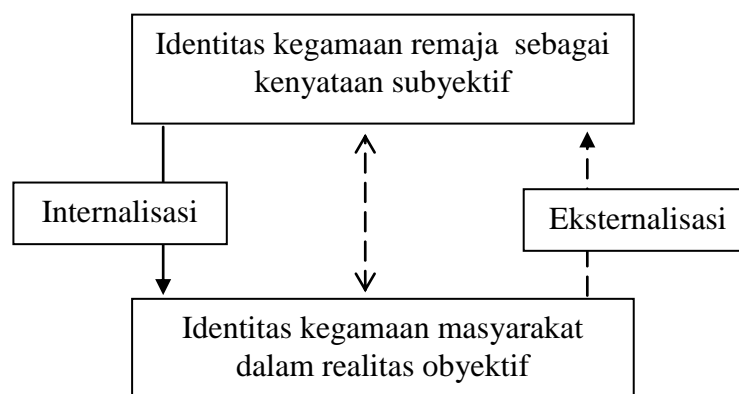 Identitas kegamaan remaja sebagai
kenyataan subyektif
Internalisasi
Eksternalisasi
Identitas kegamaan masyarakat
dalam realitas obyektif